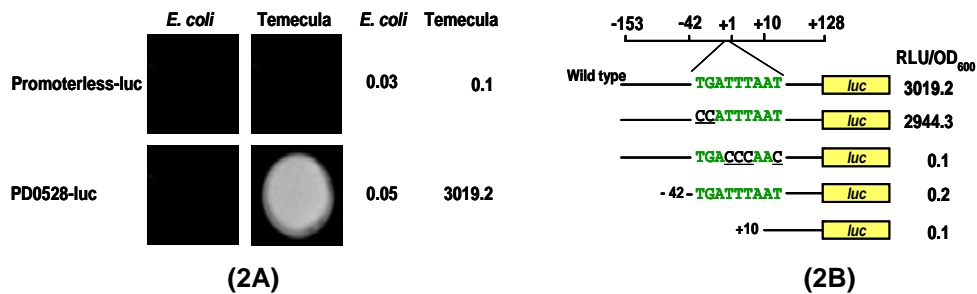 E. coli Temecula E. coli Temecula
Promoterless-luc 0.03 0.1
PD0528-luc 0.05 3019.2
(2A)
-153 -42 +1 +10 +128
RLU/OD600
Wild type TGATTTAAT luc 3019.2
CCATTTAAT luc 2944.3
TGACCCAAC luc 0.1
- 42 - TGATTTAAT luc 0.2
+10 luc 0.1
(2B)